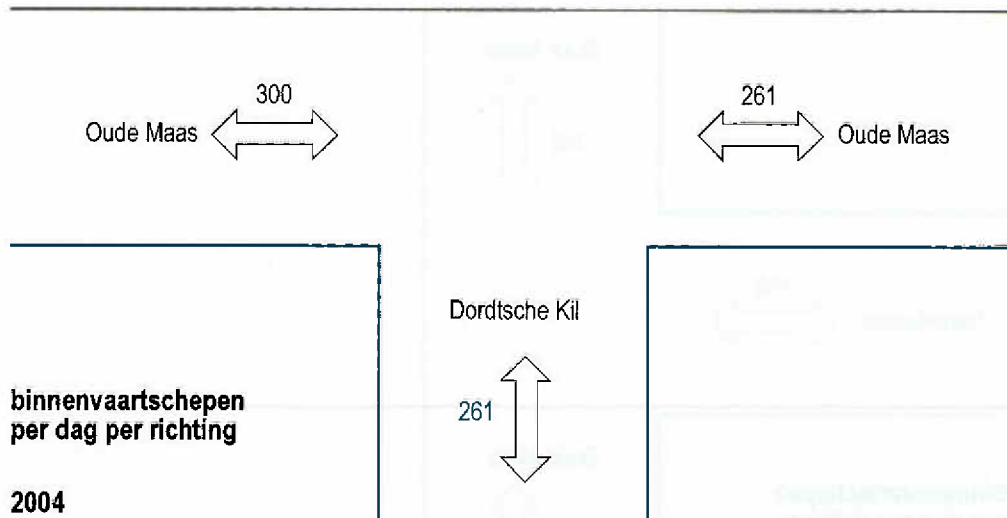 300
261
Oude Maas
Oude Maas
Dordtsche Kil
261
binnenvaartschepen
per dag per richting
2004